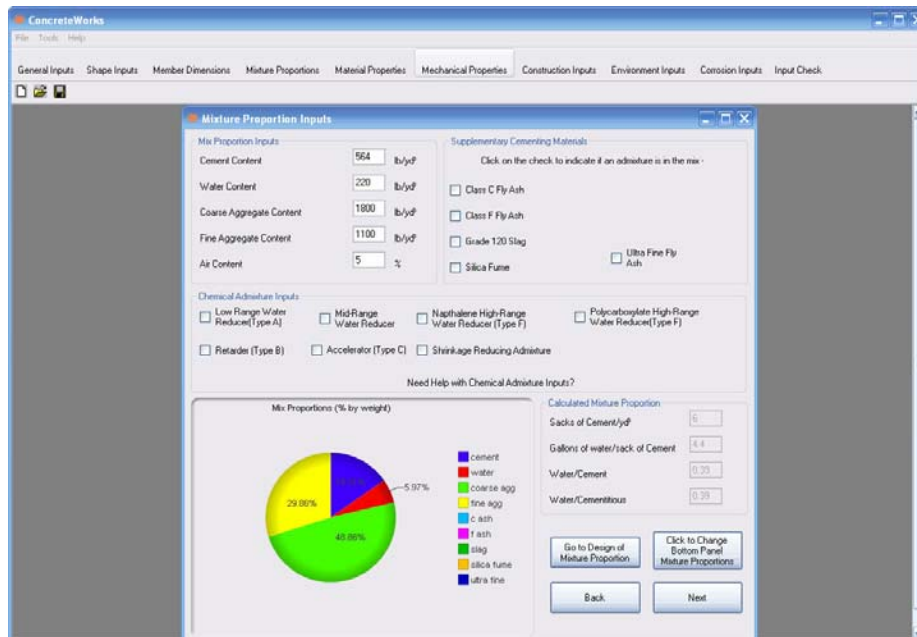 ConcreteWorks
File Tools Help
General Inputs Shape Inputs Member Dimensions Mixture Proportions Material Properties Mechanical Properties Construction Inputs Environment Inputs Corrosion Inputs Input Check
Mixture Proportion Inputs
Mix Proportion Inputs
Cement Content 564 lb/yd³
Water Content 220 lb/yd³
Coarse Aggregate Content 1800 lb/yd³
Fine Aggregate Content 1100 lb/yd³
Air Content 5 %
Supplementary Cementing Materials
Click on the check to indicate if an admixture is in the mix -
Class C Fly Ash
Class F Fly Ash
Grade 120 Slag
Silica Fume
Ultra Fine Fly
Ash
Chemical Admixture Inputs
Low Range Water
Reducer(Type A)
Mid-Range
Water Reducer
Napthalene High-Range
Water Reducer (Type F)
Polycarboxylate High-Range
Water Reducer(Type F)
Retarder (Type B) Accelerator (Type C) Shrinkage Reducing Admixture
Need Help with Chemical Admixture Inputs?
Mix Proportions (% by weight)
5.97%
29.86%
48.86%
cement
water
coarse agg
fine agg
c ash
f ash
slag
silica fume
ultra fine
Calculated Mixture Proportion
Sacks of Cement/yd³ 6
Gallons of water/sack of Cement 4.4
Water/Cement 0.39
Water/Cementitious 0.39
Go to Design of
Mixture Proportion
Click to Change
Bottom Panel
Mixture Proportions
Back Next